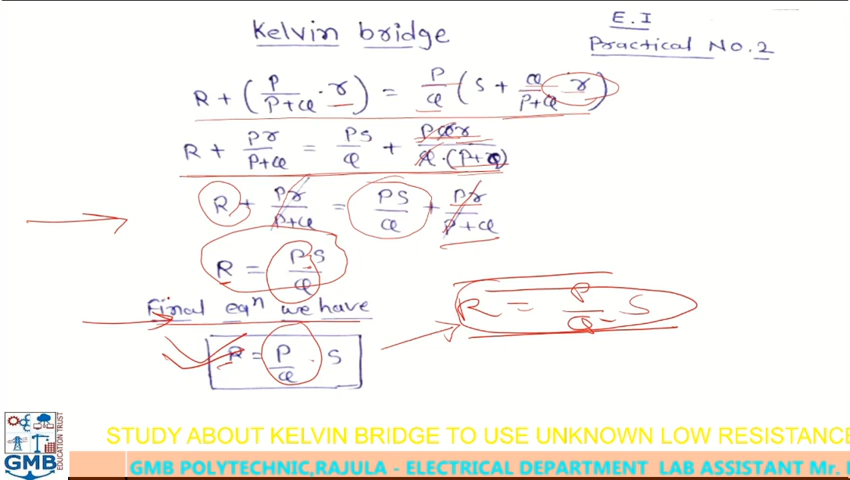 Kelvin bridge
E.I
Practical No.2
R + (P/P+Q · r) = P/Q (S + Q/P+Q r)
R + Pr/P+Q = PS/Q + PQr/Q·(P+Q)
R + Pr/P+Q = PS/Q + Pr/P+Q
R = PS/Q
R = P/Q S
Final eqn we have
R = P/Q · S
GMB
EDUCATION TRUST
STUDY ABOUT KELVIN BRIDGE TO USE UNKNOWN LOW RESISTANCE
GMB POLYTECHNIC,RAJULA - ELECTRICAL DEPARTMENT LAB ASSISTANT Mr.